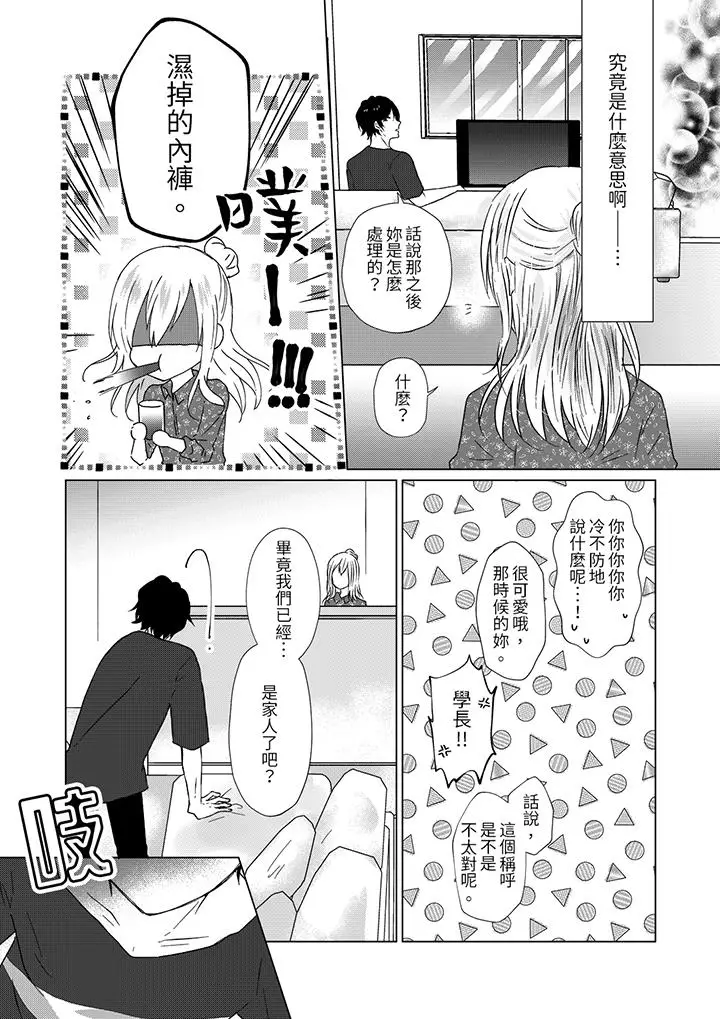 究竟是什麼意思啊——…
話說那之後
妳是怎麼
處理的？
什麼？
濕掉的內褲。
噗ー!!!
你你你你你
冷不防地
說什麼呢…！
很可愛哦，
那時候的妳。
學長!!
話說，
這個稱呼
是不是
不太對呢。
畢竟我們已經…
是家人了吧？
吱